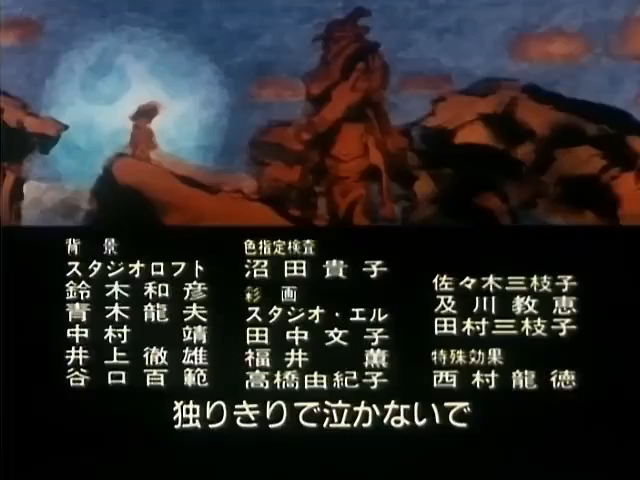 背景
スタジオロフト
鈴木和彦
青木龍夫
中村靖
井上徹雄
谷口百範
色指定検査
沼田貴子
彩画
スタジオ・エル
田中文子
福井薫
高橋由紀子
佐々木三枝子
及川教恵
田村三枝子
特殊効果
西村龍徳
独りきりで泣かないで